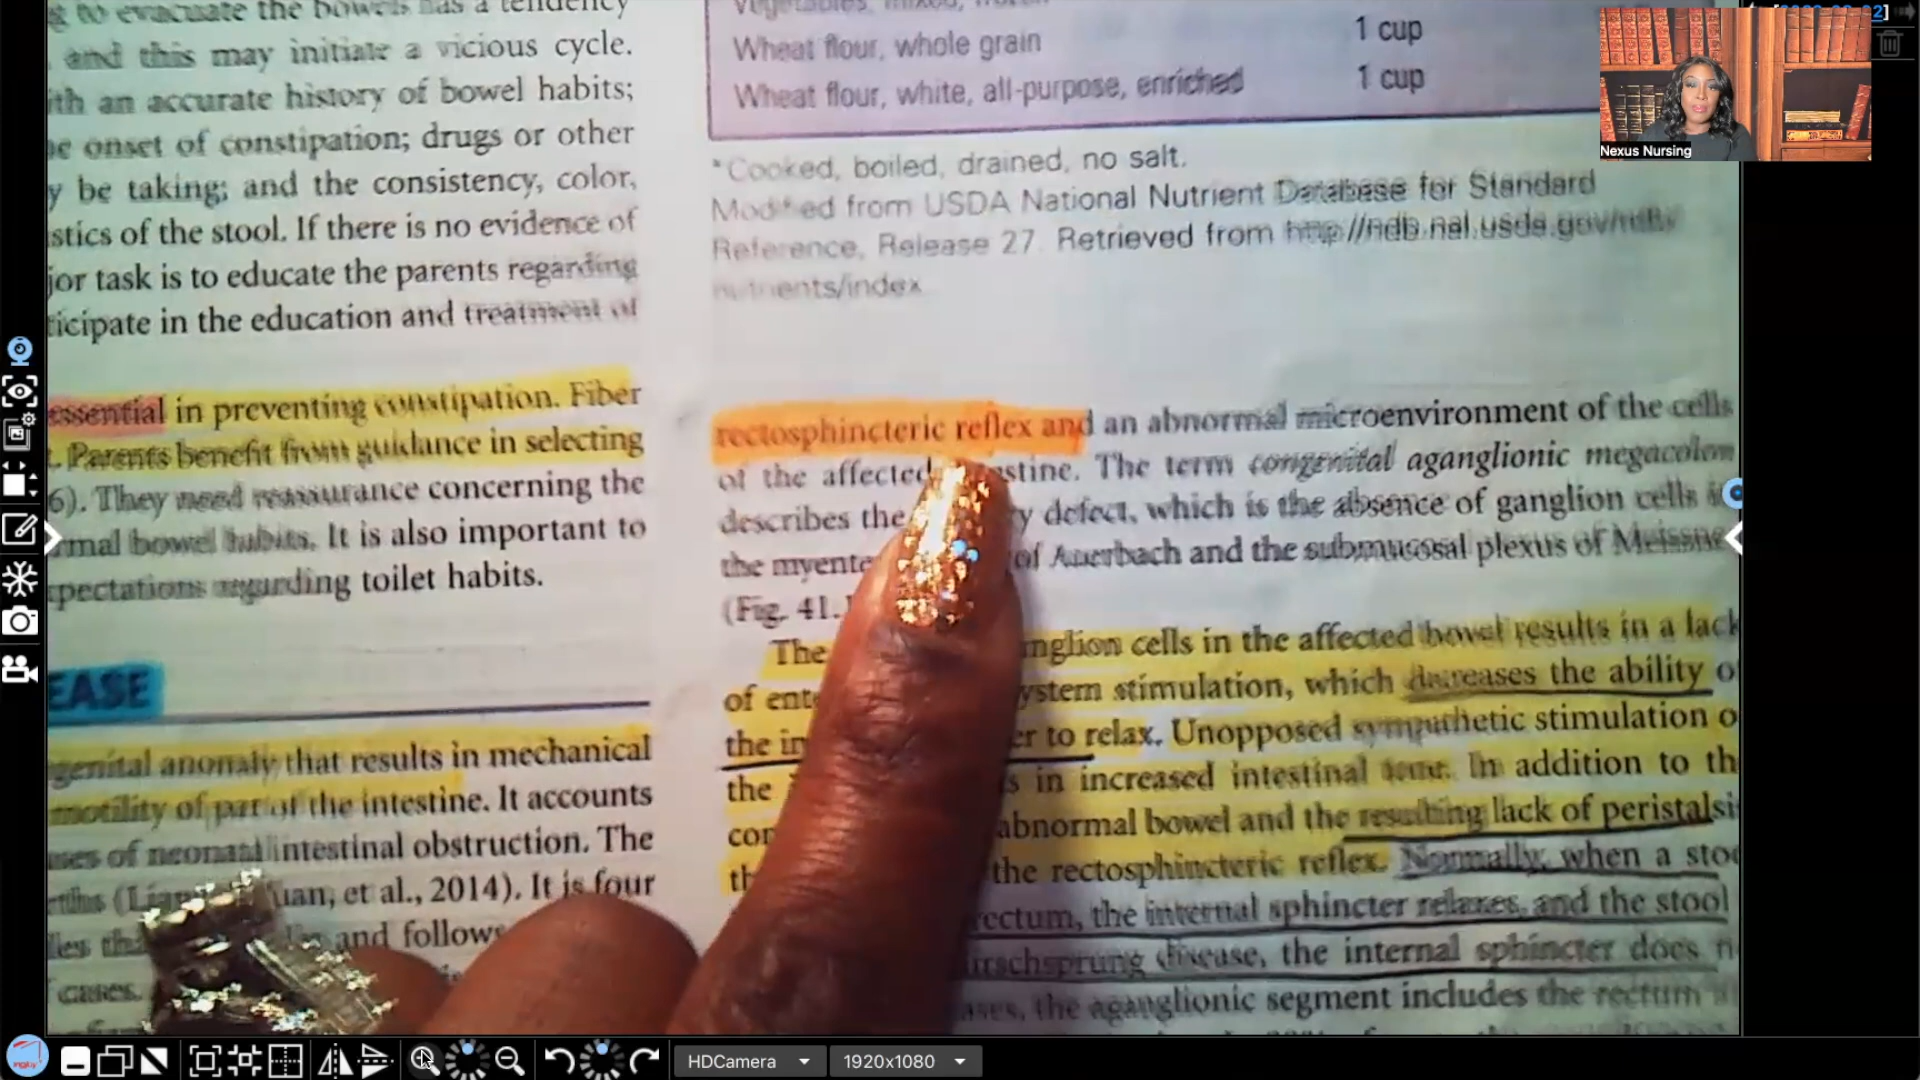 to evacuate the bowels has a tendency
and this may initiate a vicious cycle.
ith an accurate history of bowel habits;
e onset of constipation; drugs or other
y be taking; and the consistency, color,
stics of the stool. If there is no evidence of
jor task is to educate the parents regarding
ticipate in the education and treatment of
essential in preventing constipation. Fiber
. Parents benefit from guidance in selecting
6). They need reassurance concerning the
rmal bowel habits. It is also important to
xpectations regarding toilet habits.
EASE
genital anomaly that results in mechanical
motility of part of the intestine. It accounts
ses of neonatal intestinal obstruction. The
uan, et al., 2014). It is four
and follows
cases.
Vegetables, mixed,
Wheat flour, whole grain 1 cup
Wheat flour, white, all-purpose, enriched 1 cup
*Cooked, boiled, drained, no salt.
Modified from USDA National Nutrient Database for Standard
Reference, Release 27. Retrieved from http://ndb.nal.usda.gov/ndb/
nutrients/index.
rectosphincteric reflex and an abnormal microenvironment of the cells
of the affected stine. The term congenital aganglionic megacolon
describes the y defect, which is the absence of ganglion cells i
the myente of Auerbach and the submucosal plexus of Meissne
(Fig. 41.
The nglion cells in the affected bowel results in a lack
of ent ystem stimulation, which decreases the ability o
the in er to relax. Unopposed sympathetic stimulation o
the s in increased intestinal tone. In addition to th
con abnormal bowel and the resulting lack of peristalsi
th the rectosphincteric reflex. Normally, when a stoo
rectum, the internal sphincter relaxes, and the stool
irschsprung disease, the internal sphincter does n
ases, the aganglionic segment includes the rectum
Nexus Nursing
HDCamera
1920x1080